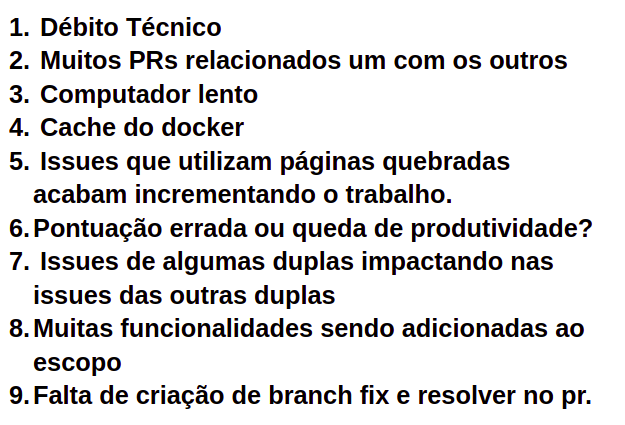 1. Débito Técnico
2. Muitos PRs relacionados um com os outros
3. Computador lento
4. Cache do docker
5. Issues que utilizam páginas quebradas
acabam incrementando o trabalho.
6. Pontuação errada ou queda de produtividade?
7. Issues de algumas duplas impactando nas
issues das outras duplas
8. Muitas funcionalidades sendo adicionadas ao
escopo
9. Falta de criação de branch fix e resolver no pr.